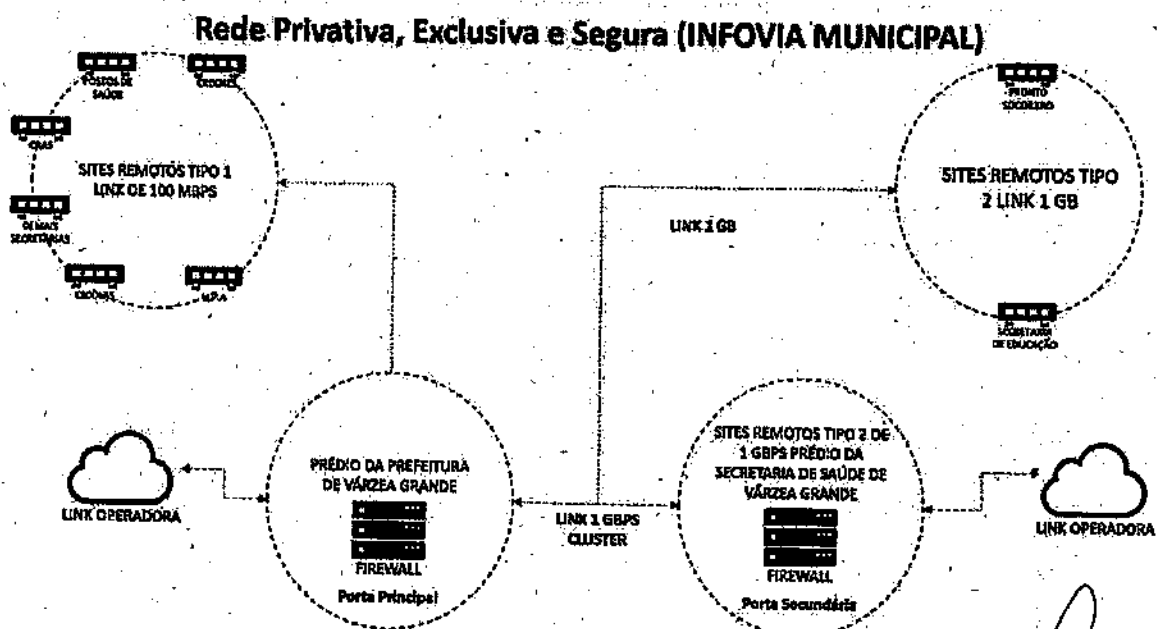 Rede Privativa, Exclusiva e Segura (INFOVIA MUNICIPAL)
POSTOS DE
SAÚDE
CRAS
SITES REMOTOS TIPO 1
LINK DE 100 MBPS
DEMAIS
SECRETÁRIAS
U.P.A
PRONTO
SOCORRO
SITES REMOTOS TIPO
2 LINK 1 GB
SECRETARIA
DE EDUCAÇÃO
LINK 1 GB
LINK OPERADORA
PRÉDIO DA PREFEITURA
DE VÁRZEA GRANDE
FIREWALL
Porta Principal
LINK 1 GBPS
CLUSTER
SITES REMOTOS TIPO 2 DE
1 GBPS PRÉDIO DA
SECRETARIA DE SAÚDE DE
VÁRZEA GRANDE
FIREWALL
Porta Secundária
LINK OPERADORA